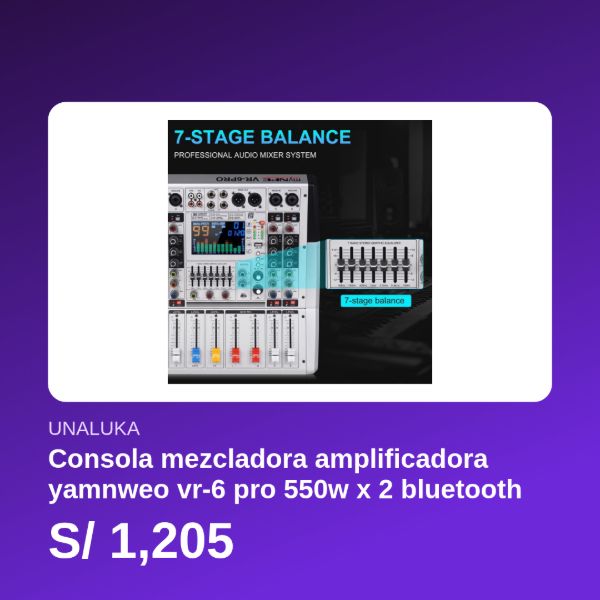 7-STAGE BALANCE
PROFESSIONAL AUDIO MIXER SYSTEM
VR-6PRO
99
7-stage balance
UNALUKA
Consola mezcladora amplificadora
yamnweo vr-6 pro 550w x 2 bluetooth
S/ 1,205